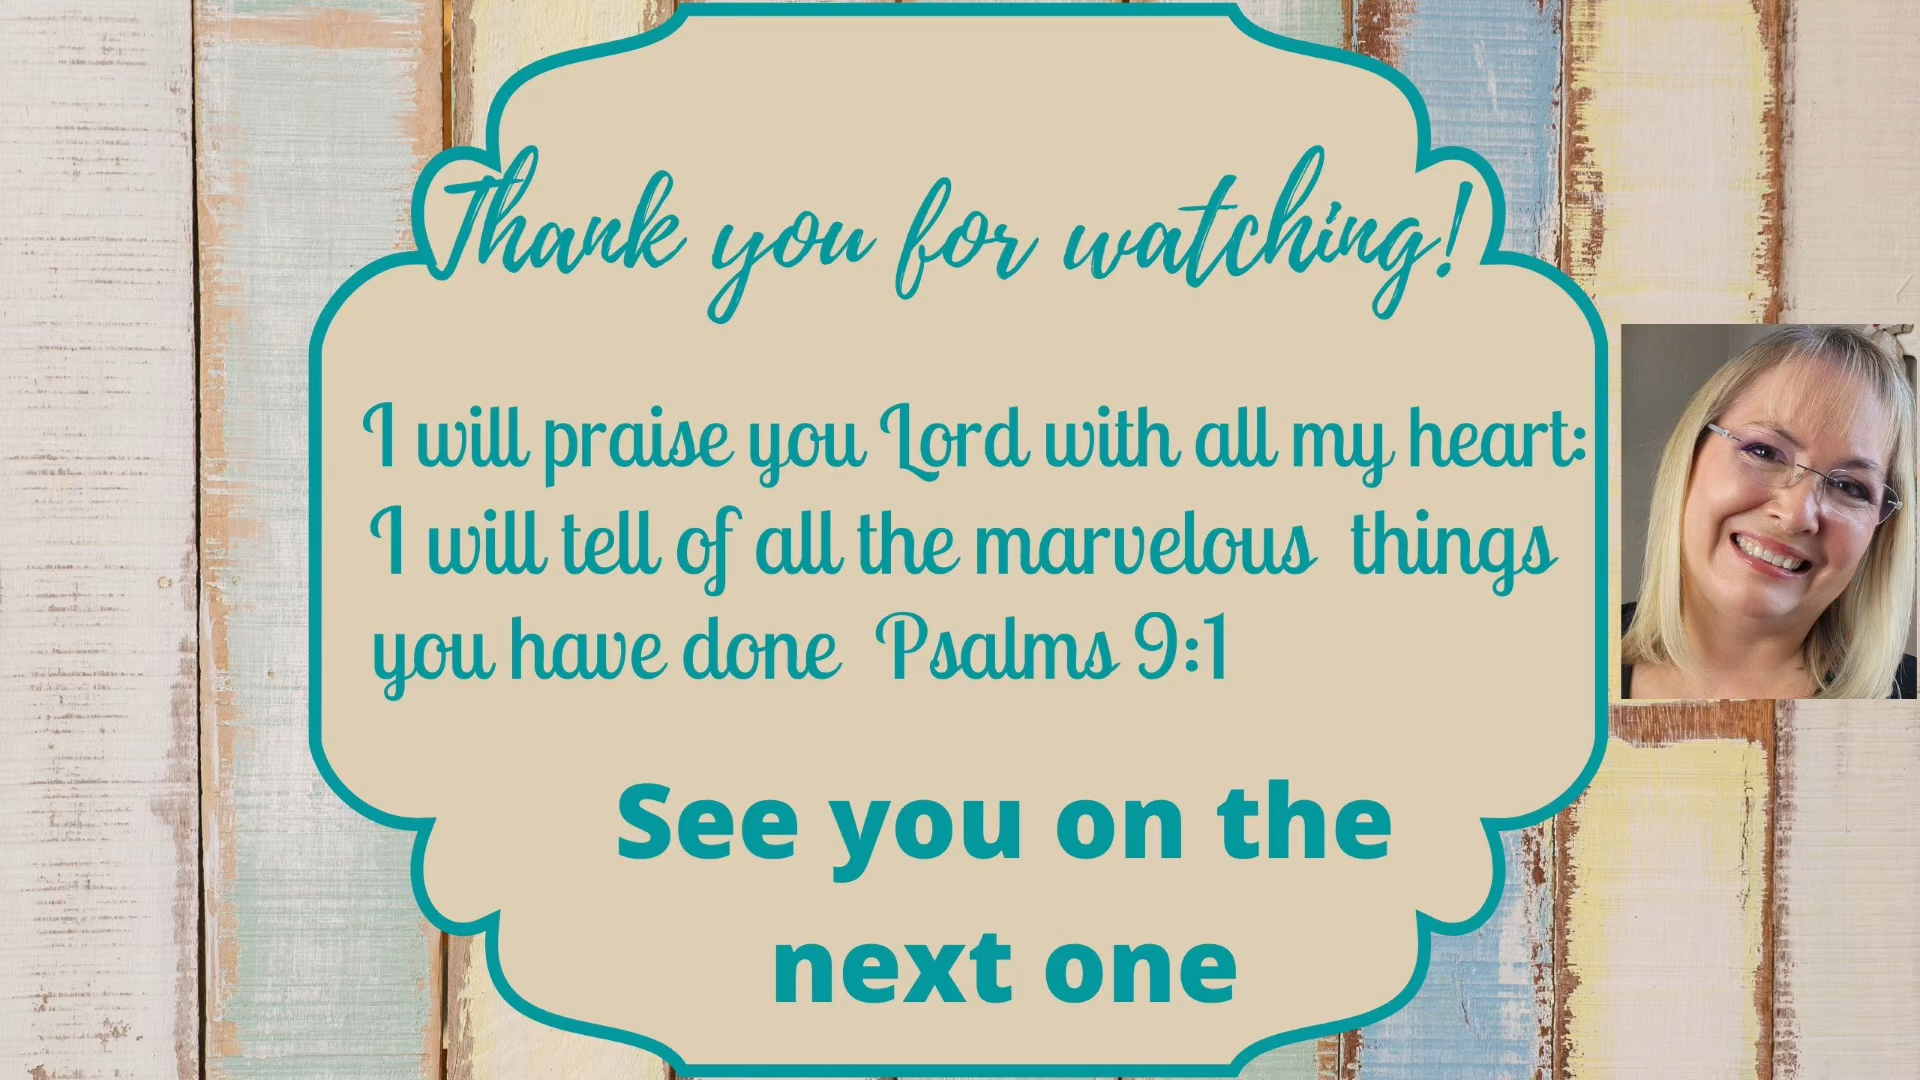 Thank you for watching!
I will praise you Lord with all my heart:
I will tell of all the marvelous things
you have done Psalms 9:1
See you on the
next one